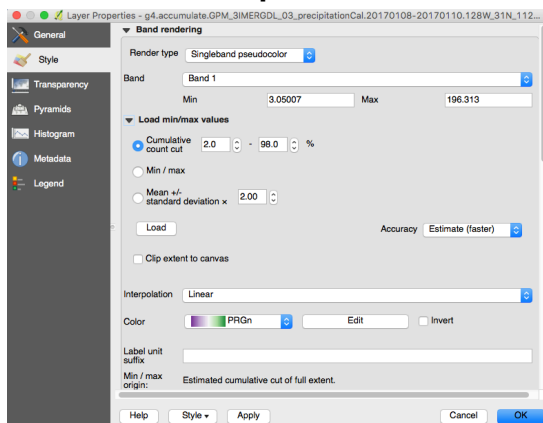 Layer Properties - g4.accumulate.GPM_3IMERGDL_03_precipitationCal.20170108-20170110.128W_31N_112...
General
Style
Transparency
Pyramids
Histogram
Metadata
Legend
Band rendering
Render type Singleband pseudocolor
Band Band 1
Min 3.05007 Max 196.313
Load min/max values
Cumulative
count cut 2.0 - 98.0 %
Min / max
Mean +/-
standard deviation × 2.00
Load Accuracy Estimate (faster)
Clip extent to canvas
Interpolation Linear
Color PRGn Edit Invert
Label unit
suffix
Min / max
origin: Estimated cumulative cut of full extent.
Help Style Apply Cancel OK